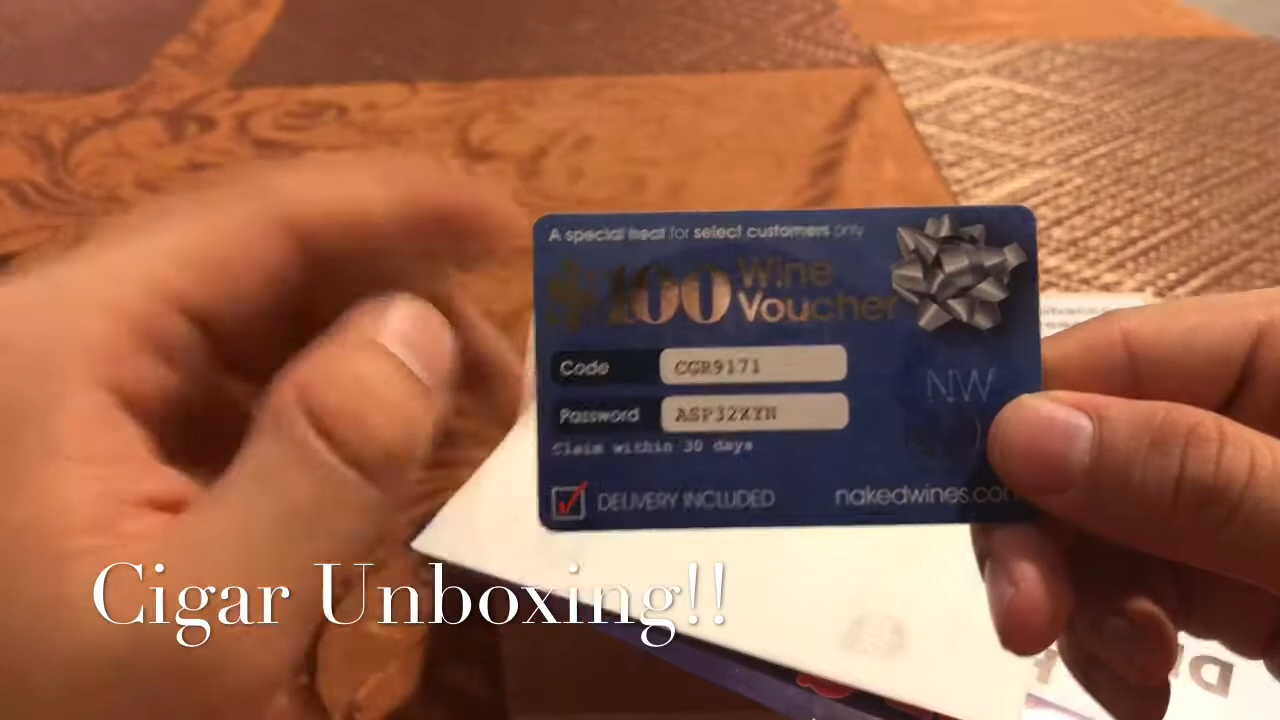 A special treat for select customers only
$100 Wine
Voucher
Code CGR9171
Password ASP32XYN
Claim within 30 days
NW
DELIVERY INCLUDED
nakedwines.com
Cigar Unboxing!!